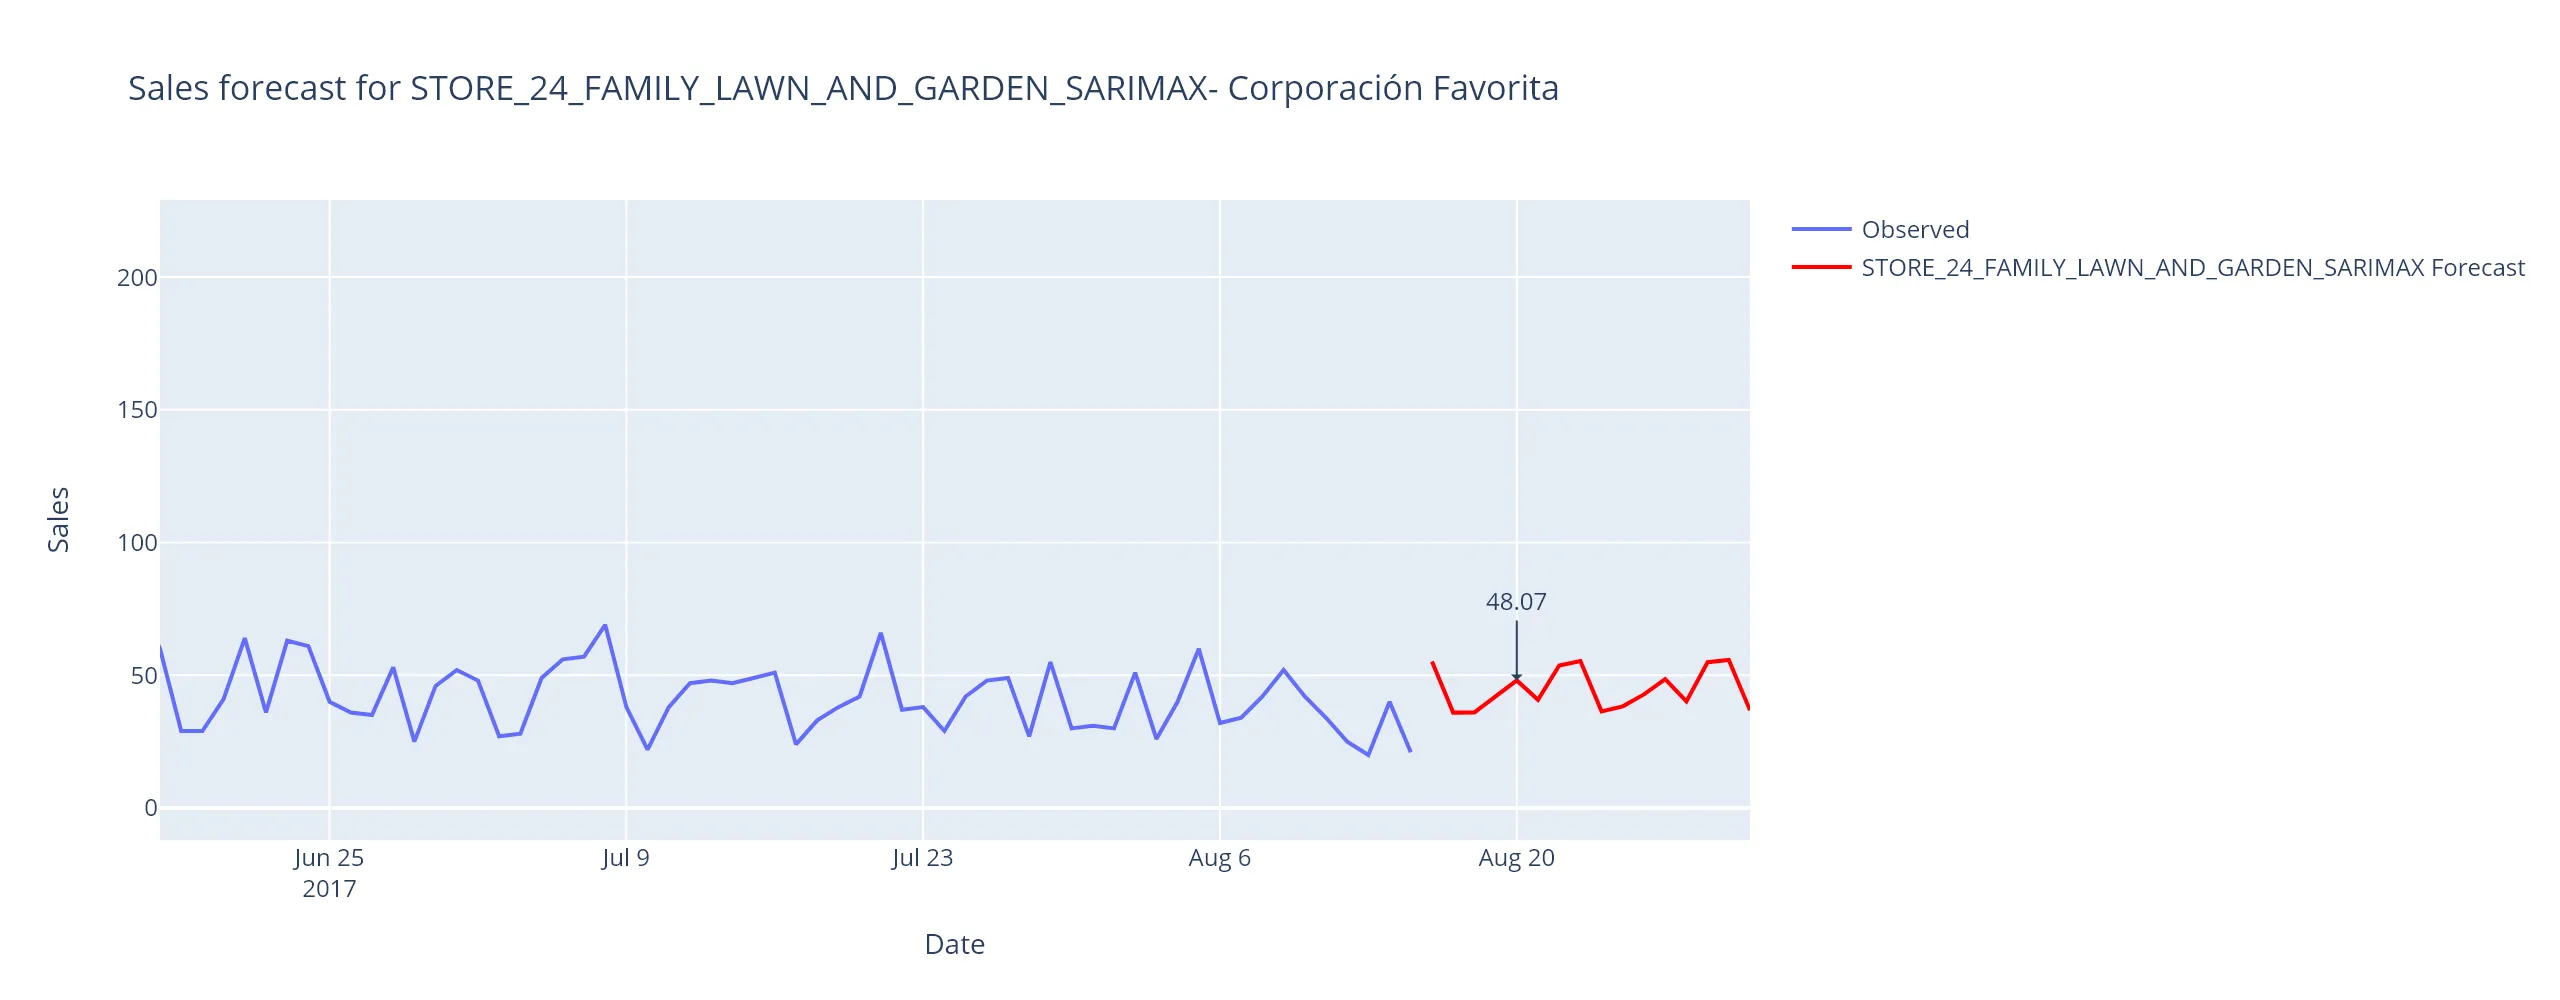 Sales forecast for STORE_24_FAMILY_LAWN_AND_GARDEN_SARIMAX- Corporación Favorita
Observed
STORE_24_FAMILY_LAWN_AND_GARDEN_SARIMAX Forecast
200
150
100
50
0
Sales
48.07
Jun 25
2017
Jul 9
Jul 23
Aug 6
Aug 20
Date